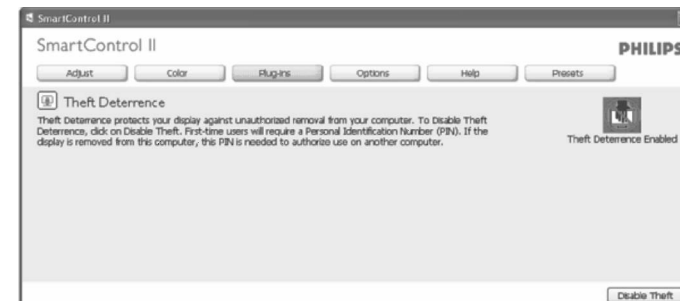 SmartControl II
SmartControl II
PHILIPS
Adjust Color Plug-Ins Options Help Presets
Theft Deterrence
Theft Deterrence protects your display against unauthorized removal from your computer. To Disable Theft
Deterrence, click on Disable Theft. First-time users will require a Personal Identification Number (PIN). If the
display is removed from this computer, this PIN is needed to authorize use on another computer.
Theft Deterrence Enabled
Disable Theft